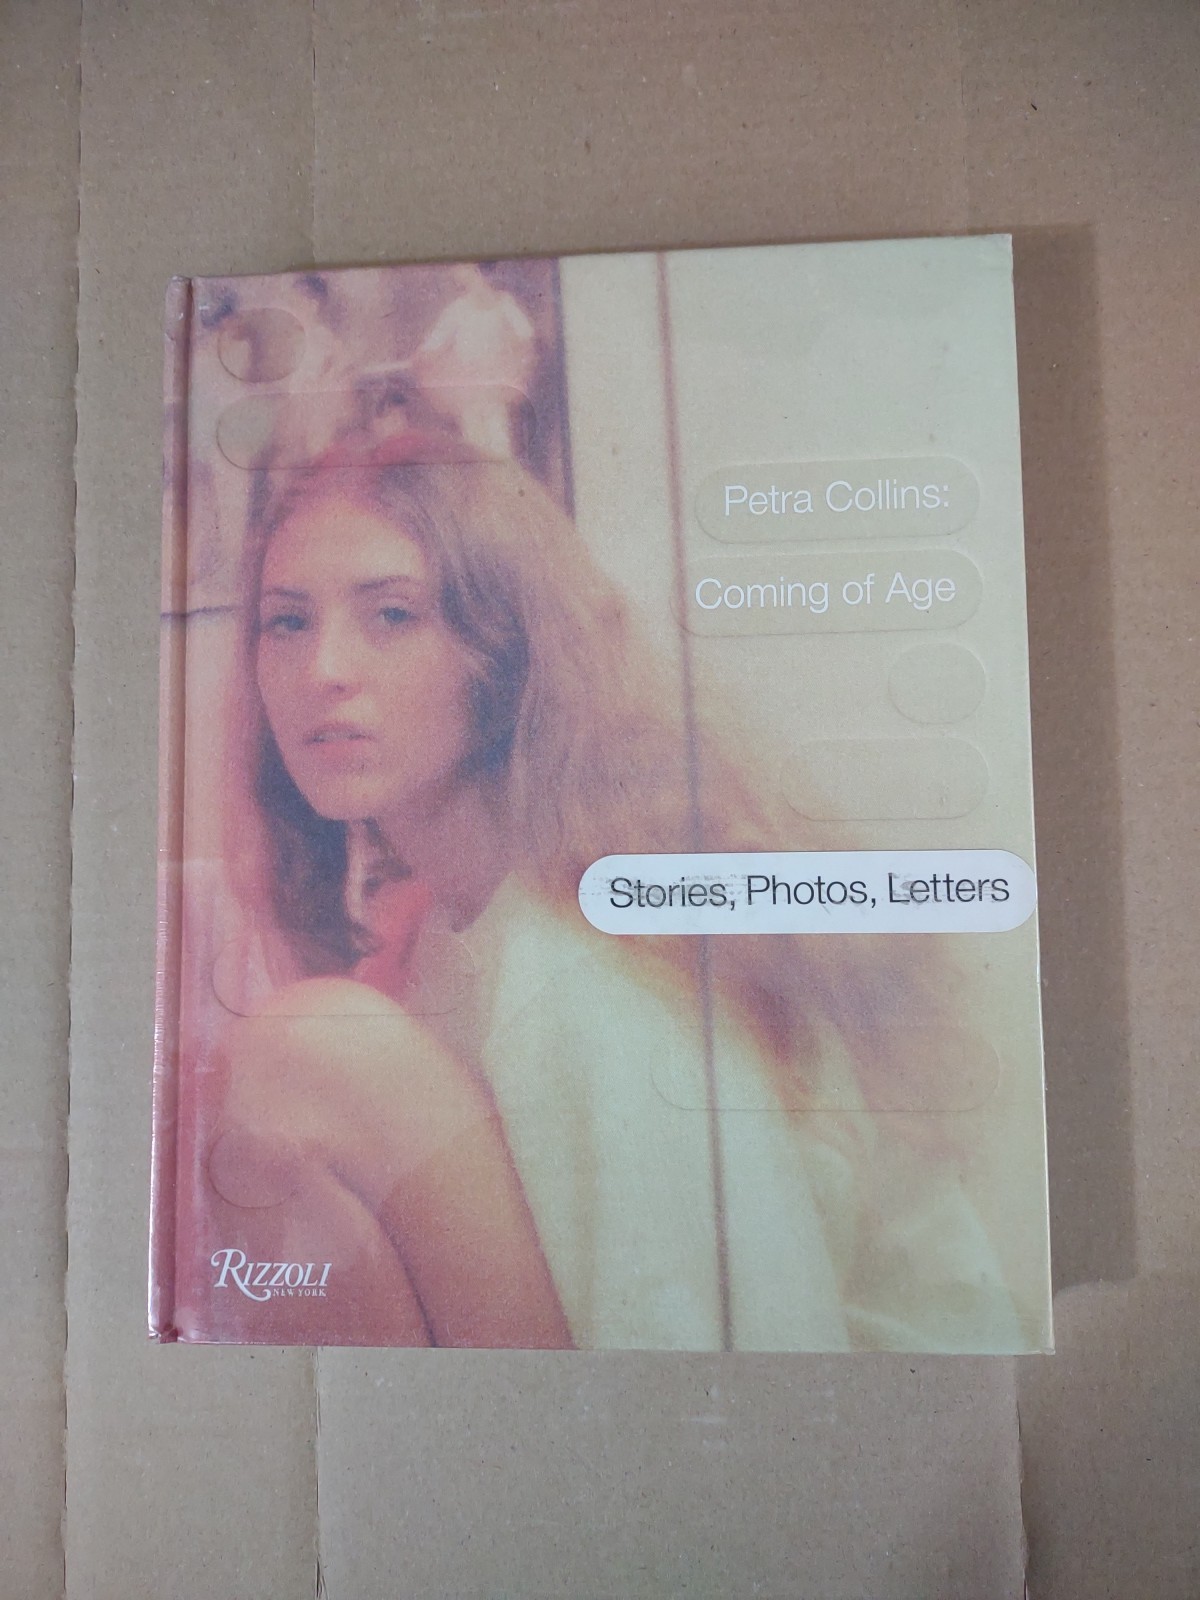 Petra Collins:
Coming of Age
Stories, Photos, Letters
RIZZOLI
NEW YORK